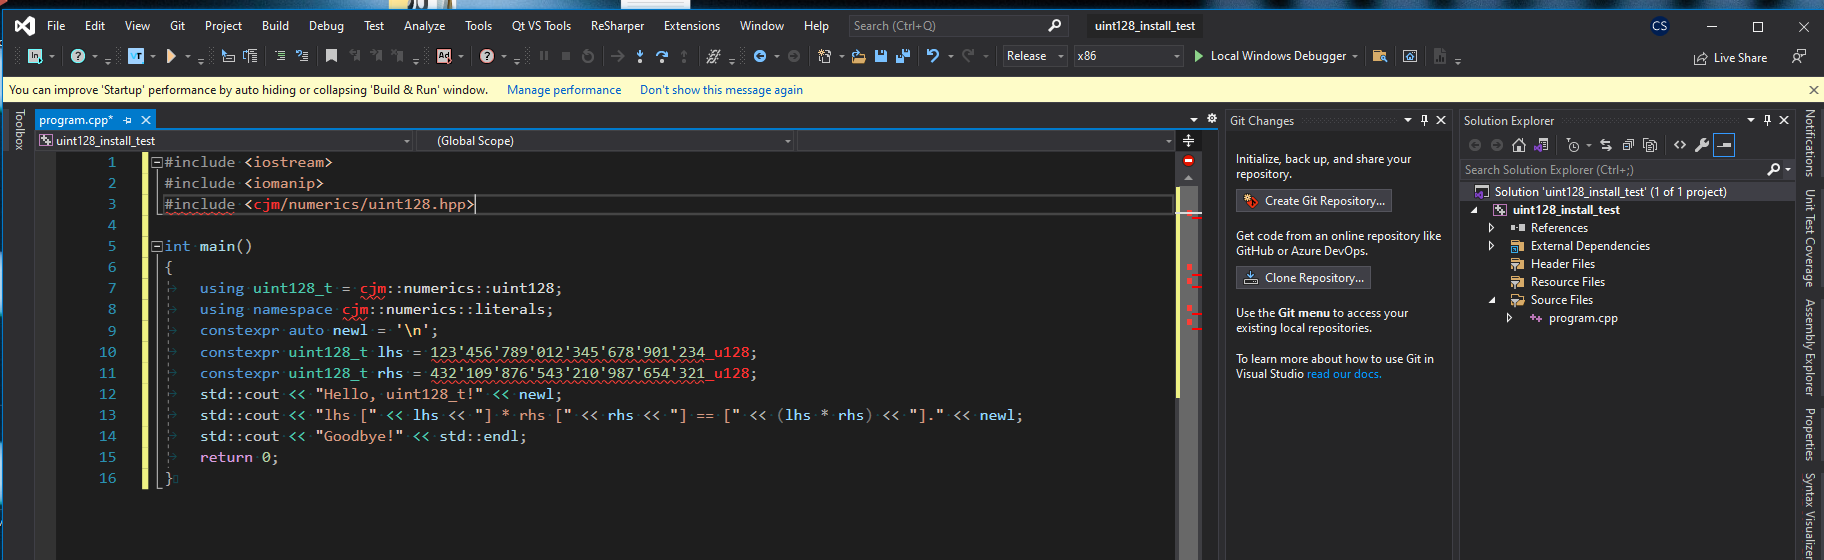 File Edit View Git Project Build Debug Test Analyze Tools Qt VS Tools ReSharper Extensions Window Help Search (Ctrl+Q) uint128_install_test CS
Release x86 Local Windows Debugger Live Share
You can improve 'Startup' performance by auto hiding or collapsing 'Build & Run' window. Manage performance Don't show this message again
Toolbox
program.cpp*
uint128_install_test (Global Scope)
1 #include <iostream>
2 #include <iomanip>
3 #include <cjm/numerics/uint128.hpp>
4
5 int main()
6 {
7 using uint128_t = cjm::numerics::uint128;
8 using namespace cjm::numerics::literals;
9 constexpr auto newl = '\n';
10 constexpr uint128_t lhs = 123'456'789'012'345'678'901'234_u128;
11 constexpr uint128_t rhs = 432'109'876'543'210'987'654'321_u128;
12 std::cout << "Hello, uint128_t!" << newl;
13 std::cout << "lhs [" << lhs << "] * rhs [" << rhs << "] == [" << (lhs * rhs) << "]." << newl;
14 std::cout << "Goodbye!" << std::endl;
15 return 0;
16 }
Git Changes
Initialize, back up, and share your
repository.
Create Git Repository...
Get code from an online repository like
GitHub or Azure DevOps.
Clone Repository...
Use the Git menu to access your
existing local repositories.
To learn more about how to use Git in
Visual Studio read our docs.
Solution Explorer
Search Solution Explorer (Ctrl+;)
Solution 'uint128_install_test' (1 of 1 project)
uint128_install_test
References
External Dependencies
Header Files
Resource Files
Source Files
program.cpp
Notifications
Unit Test Coverage
Assembly Explorer
Properties
Syntax Visualizer